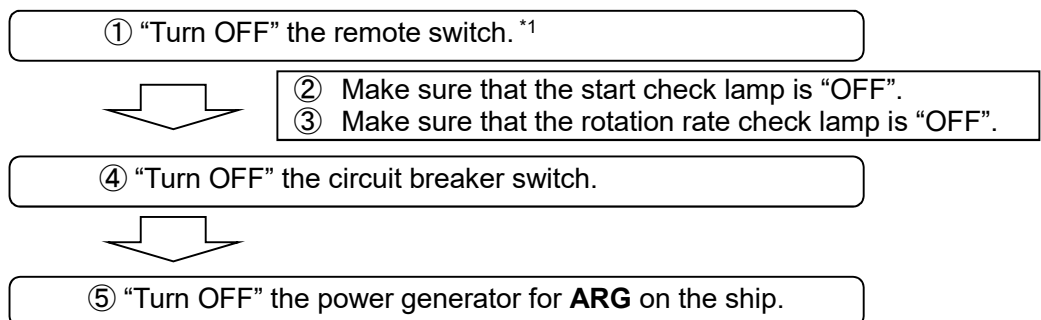 ① “Turn OFF” the remote switch. *1
② Make sure that the start check lamp is “OFF”.
③ Make sure that the rotation rate check lamp is “OFF”.
④ “Turn OFF” the circuit breaker switch.
⑤ “Turn OFF” the power generator for ARG on the ship.